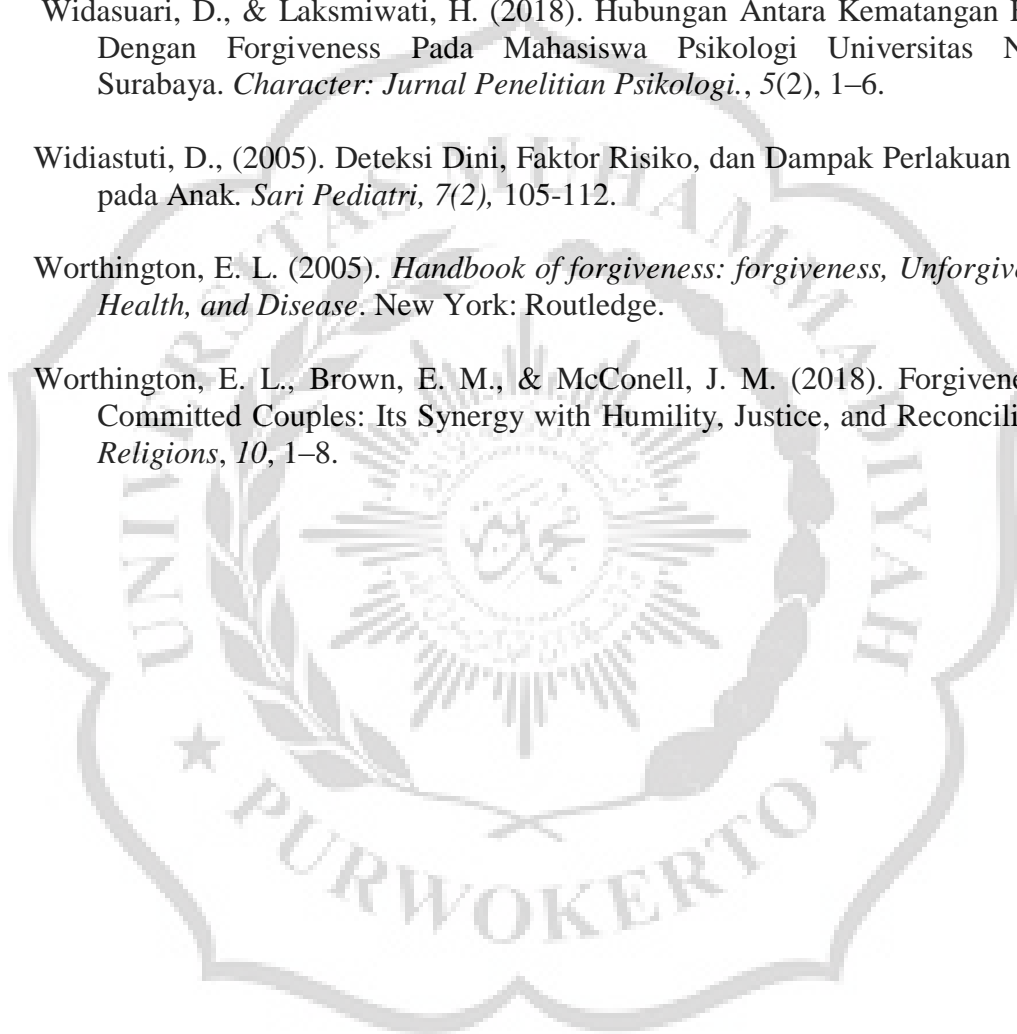 Widasuari, D., & Laksmiwati, H. (2018). Hubungan Antara Kematangan
Dengan Forgiveness Pada Mahasiswa Psikologi Universitas
Surabaya. Character: Jurnal Penelitian Psikologi., 5(2), 1–6.
Widiastuti, D., (2005). Deteksi Dini, Faktor Risiko, dan Dampak Perlakuan
pada Anak. Sari Pediatri, 7(2), 105-112.
Worthington, E. L. (2005). Handbook of forgiveness: forgiveness,
Health, and Disease. New York: Routledge.
Worthington, E. L., Brown, E. M., & McConell, J. M. (2018).
Committed Couples: Its Synergy with Humility, Justice, and
Religions, 10, 1–8.
UNIVERSITAS MUHAMMADIYAH
PURWOKERTO